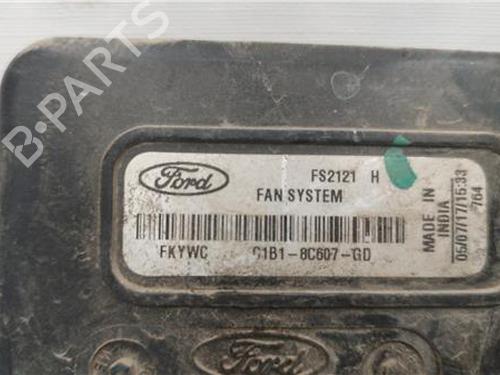 B-PARTS
Ford
FS2121 H
FAN SYSTEM
FKYWC C1B1-8C607-GD
MADE IN
INDIA
05/07/17/15:33
764
Ford